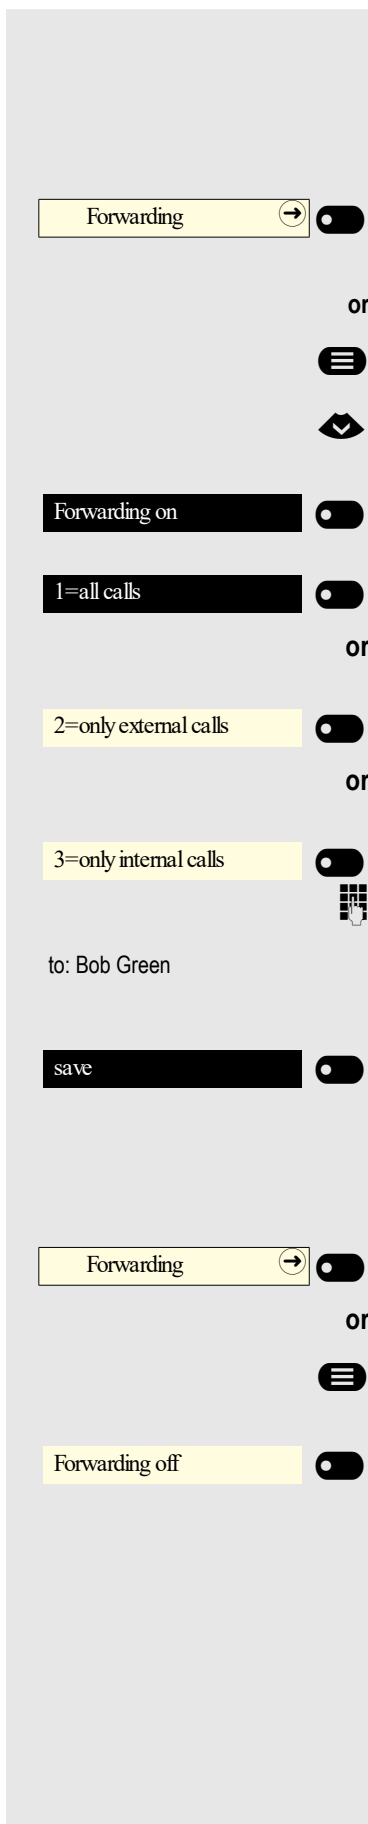 Forwarding
or
Forwarding on
1=all calls
or
2=only external calls
or
3=only internal calls
to: Bob Green
save
Forwarding
or
Forwarding off